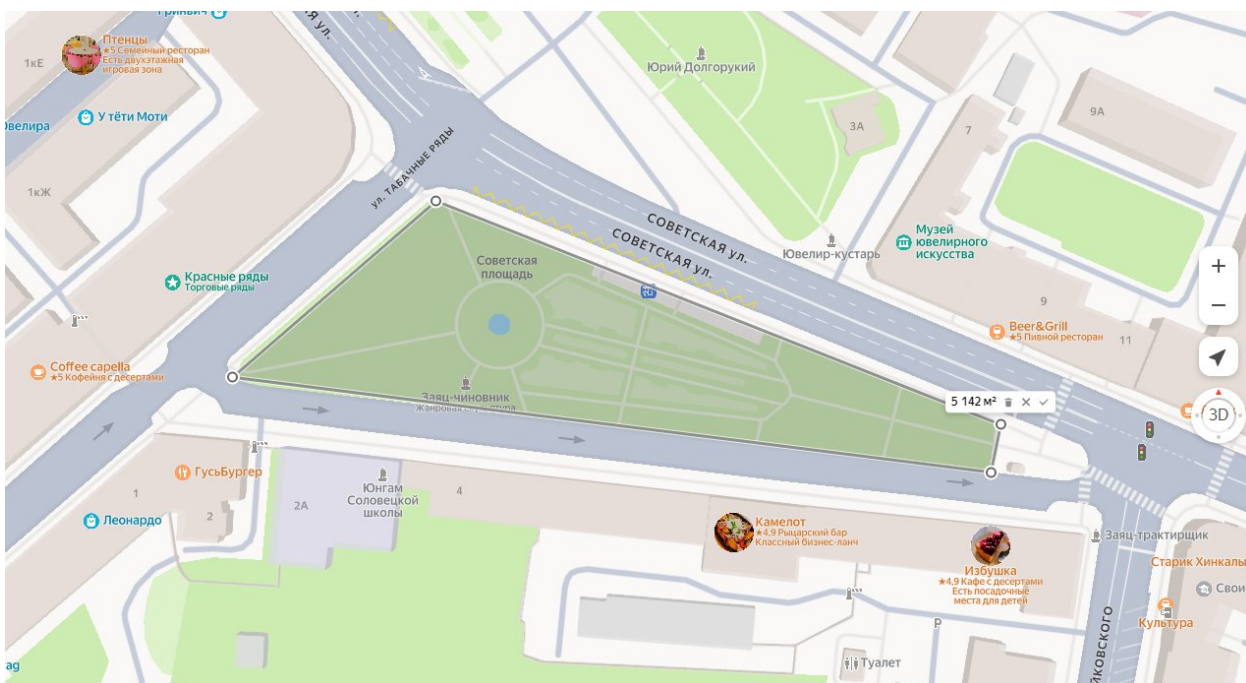 Гринвич
Птенцы
★5 Семейный ресторан
Есть двухэтажная
игровая зона
1кЕ
У тёти Моти
Ювелира
1кЖ
ул. ТАБАЧНЫЕ РЯДЫ
Юрий Долгорукий
3А
7
9А
СОВЕТСКАЯ ул.
СОВЕТСКАЯ ул.
Ювелир-кустарь
Музей
ювелирного
искусства
Советская
площадь
Красные ряды
Торговые ряды
9
Beer&Grill
★5 Пивной ресторан
11
+
−
Coffee capella
★5 Кофейня с десертами
Заяц-чиновник
5 142 м²
3D
ГусьБургер
1
2
2А
Леонардо
Юнгам
Соловецкой
школы
4
Камелот
★4,9 Рыцарский бар
Классный бизнес-ланч
Избушка
★4,9 Кафе с десертами
Есть посадочные
места для детей
Заяц-трактирщик
Старик Хинкалы
Свои
Культура
P
Туалет